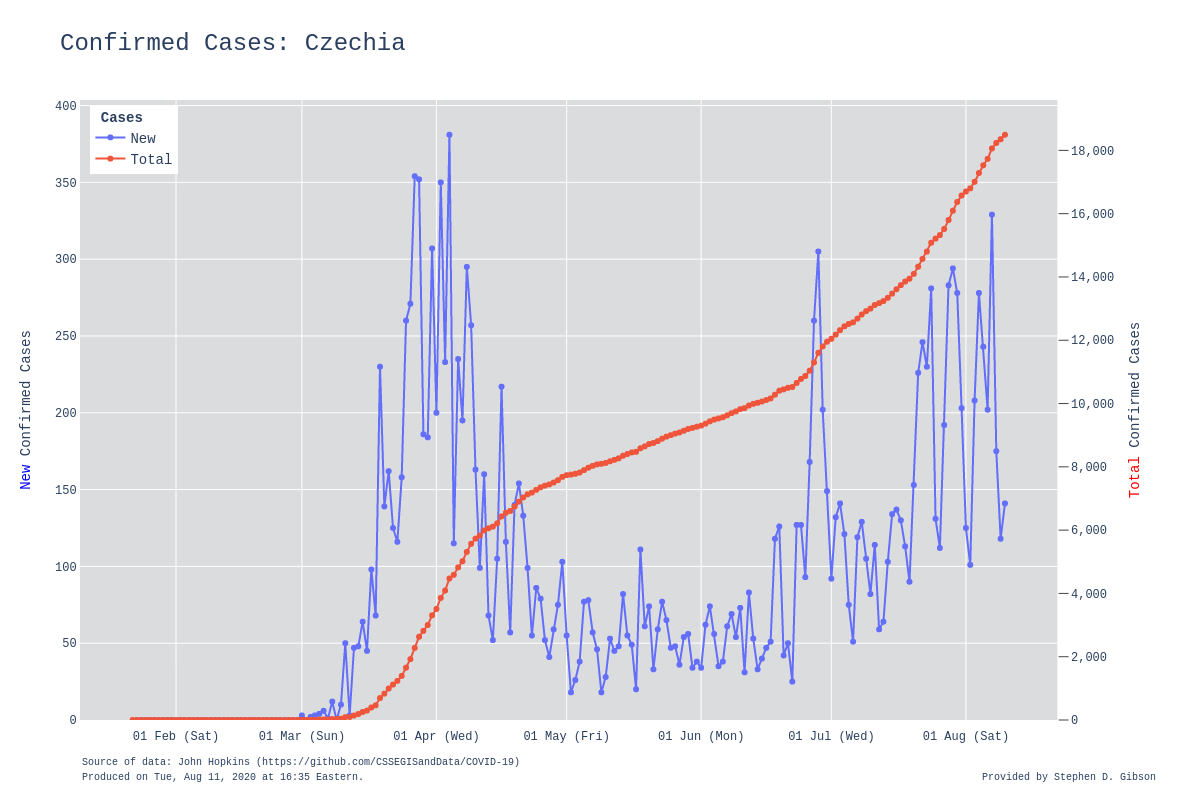 Confirmed Cases: Czechia
Cases
New
Total
400
350
300
250
200
150
100
50
0
18,000
16,000
14,000
12,000
10,000
8,000
6,000
4,000
2,000
0
New Confirmed Cases
Total Confirmed Cases
01 Feb (Sat) 01 Mar (Sun) 01 Apr (Wed) 01 May (Fri) 01 Jun (Mon) 01 Jul (Wed) 01 Aug (Sat)
Source of data: John Hopkins (https://github.com/CSSEGISandData/COVID-19)
Produced on Tue, Aug 11, 2020 at 16:35 Eastern.
Provided by Stephen D. Gibson